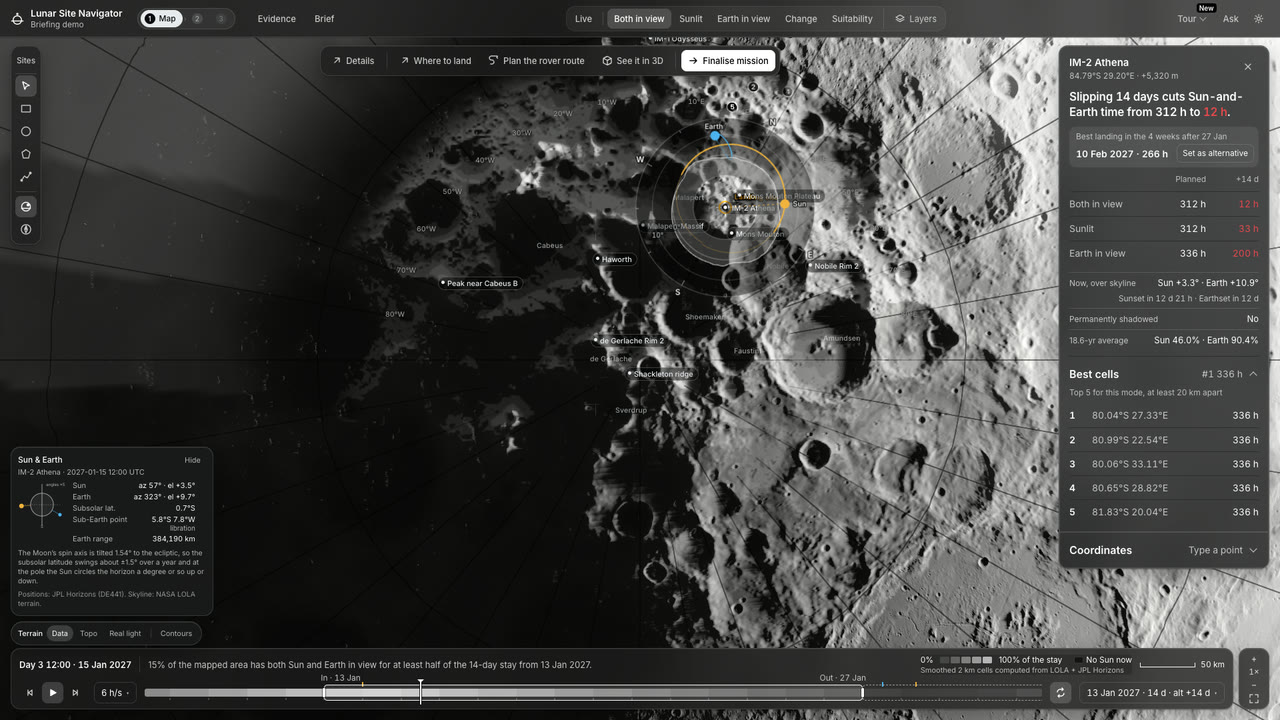 Lunar Site Navigator
Briefing demo
1 Map 2 3
Evidence Brief
Live Both in view Sunlit Earth in view Change Suitability Layers
Tour New Ask
Sites
Details Where to land Plan the rover route See it in 3D Finalise mission
IM-1 Odysseus
2
6
10°W 10°E
20°W
30°W
40°W
50°W
60°W
70°W
80°W
Earth
N
W
E
S
Sun
Malapert
Mons Mouton Plateau
IM-2 Athena
Malapert Massif
10°
Mons Mouton
Cabeus
Haworth
Nobile Rim 2
Peak near Cabeus B
Shoemaker
de Gerlache Rim 2
Amundsen
Faustini
de Gerlache
Shackleton ridge
Sverdrup
IM-2 Athena
84.79°S 29.20°E · +5,320 m
Slipping 14 days cuts Sun-and-
Earth time from 312 h to 12 h.
Best landing in the 4 weeks after 27 Jan
10 Feb 2027 · 266 h Set as alternative
Planned +14 d
Both in view 312 h 12 h
Sunlit 312 h 33 h
Earth in view 336 h 200 h
Now, over skyline Sun +3.3° · Earth +10.9°
Sunset in 12 d 21 h · Earthset in 12 d
Permanently shadowed No
18.6-yr average Sun 46.0% · Earth 90.4%
Best cells #1 336 h
Top 5 for this mode, at least 20 km apart
1 80.04°S 27.33°E 336 h
2 80.99°S 22.54°E 336 h
3 80.06°S 33.11°E 336 h
4 80.65°S 28.82°E 336 h
5 81.83°S 20.04°E 336 h
Coordinates Type a point
Sun & Earth Hide
IM-2 Athena · 2027-01-15 12:00 UTC
Sun az 57° · el +3.5°
Earth az 323° · el +9.7°
Subsolar lat. 0.7°S
Sub-Earth point 5.8°S 7.8°W
libration
Earth range 384,190 km
The Moon's spin axis is tilted 1.54° to the ecliptic, so the
subsolar latitude swings about ±1.5° over a year and at
the pole the Sun circles the horizon a degree or so up or
down.
Positions: JPL Horizons (DE441). Skyline: NASA LOLA
terrain.
Terrain Data Topo Real light Contours
Day 3 12:00 · 15 Jan 2027 15% of the mapped area has both Sun and Earth in view for at least half of the 14-day stay from 13 Jan 2027.
0% 100% of the stay No Sun now
Smoothed 2 km cells computed from LOLA + JPL Horizons
50 km
In · 13 Jan Out · 27 Jan
6 h/s
13 Jan 2027 · 14 d · alt +14 d
+
1×
−